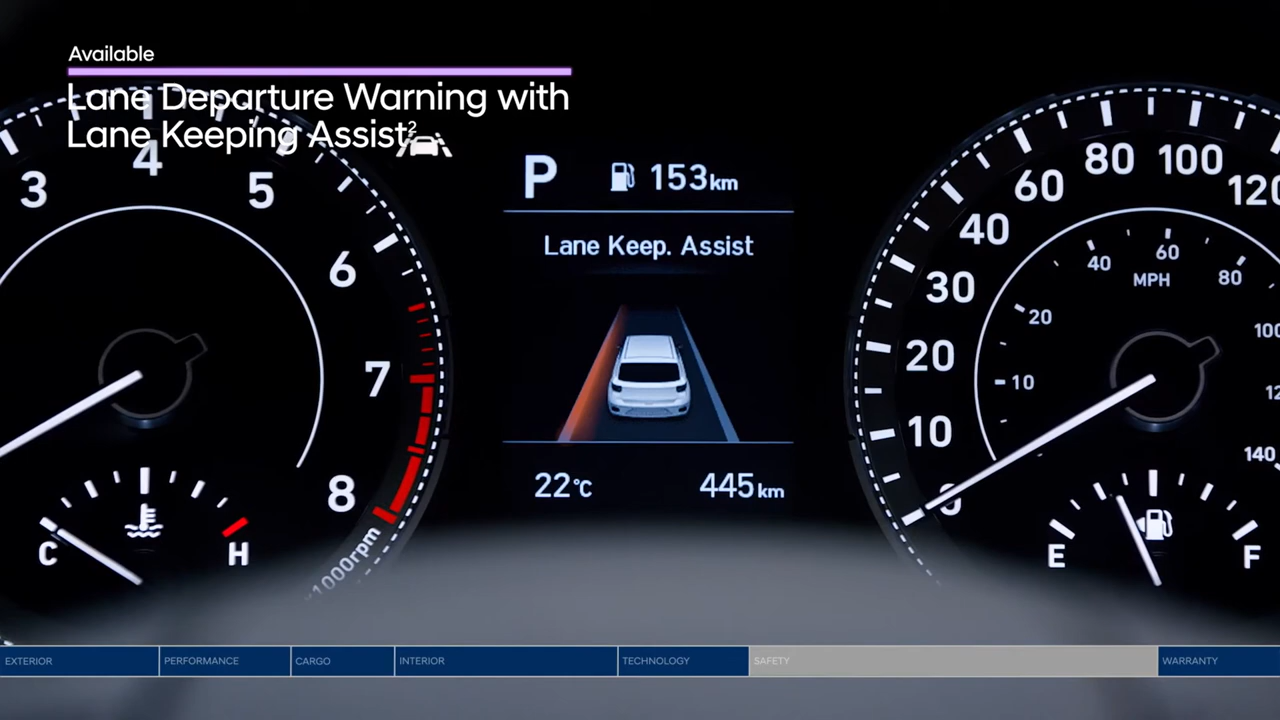 Available
Lane Departure Warning with
Lane Keeping Assist²
3
4
5
6
7
8
x1000rpm
C
H
P
153km
Lane Keep. Assist
22°C
445km
0
10
20
30
40
60
80
100
120
10
20
40
60
80
100
12
140
MPH
E
F
EXTERIOR
PERFORMANCE
CARGO
INTERIOR
TECHNOLOGY
SAFETY
WARRANTY